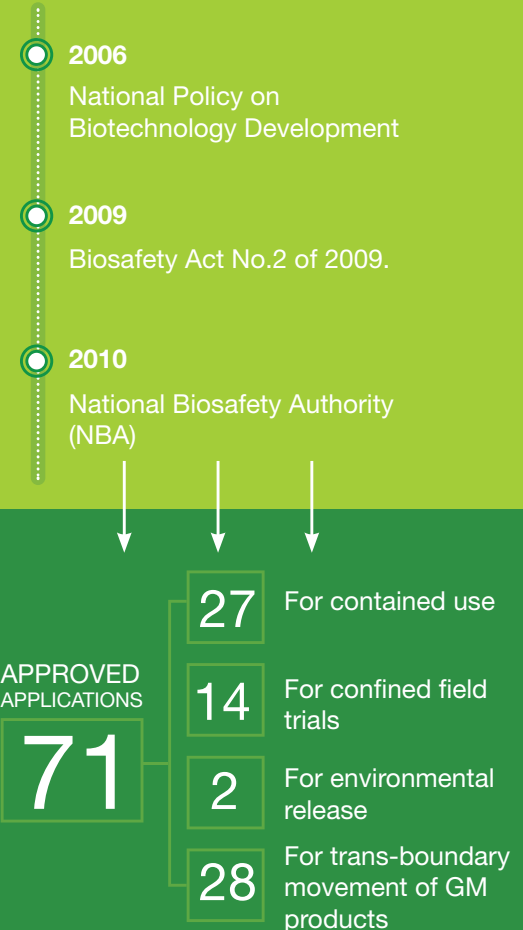 2006
National Policy on
Biotechnology Development
2009
Biosafety Act No.2 of 2009.
2010
National Biosafety Authority
(NBA)
APPROVED
APPLICATIONS
71
27
For contained use
14
For confined field
trials
2
For environmental
release
28
For trans-boundary
movement of GM
products